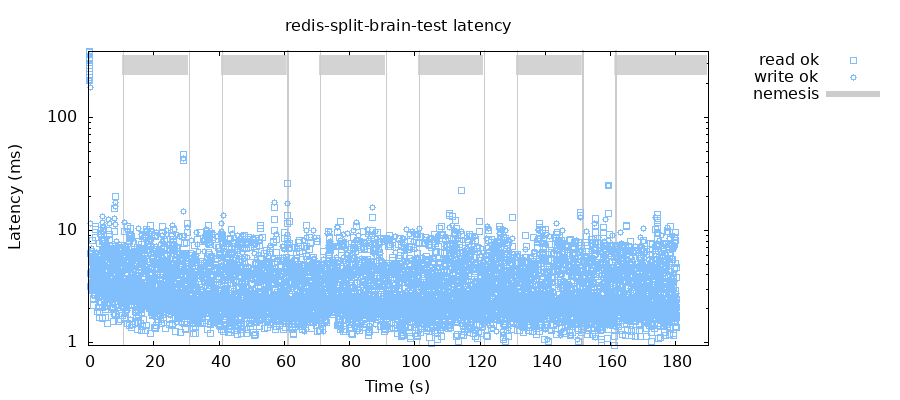 redis-split-brain-test latency
read ok
write ok
nemesis
100
10
1
Latency (ms)
0 20 40 60 80 100 120 140 160 180
Time (s)